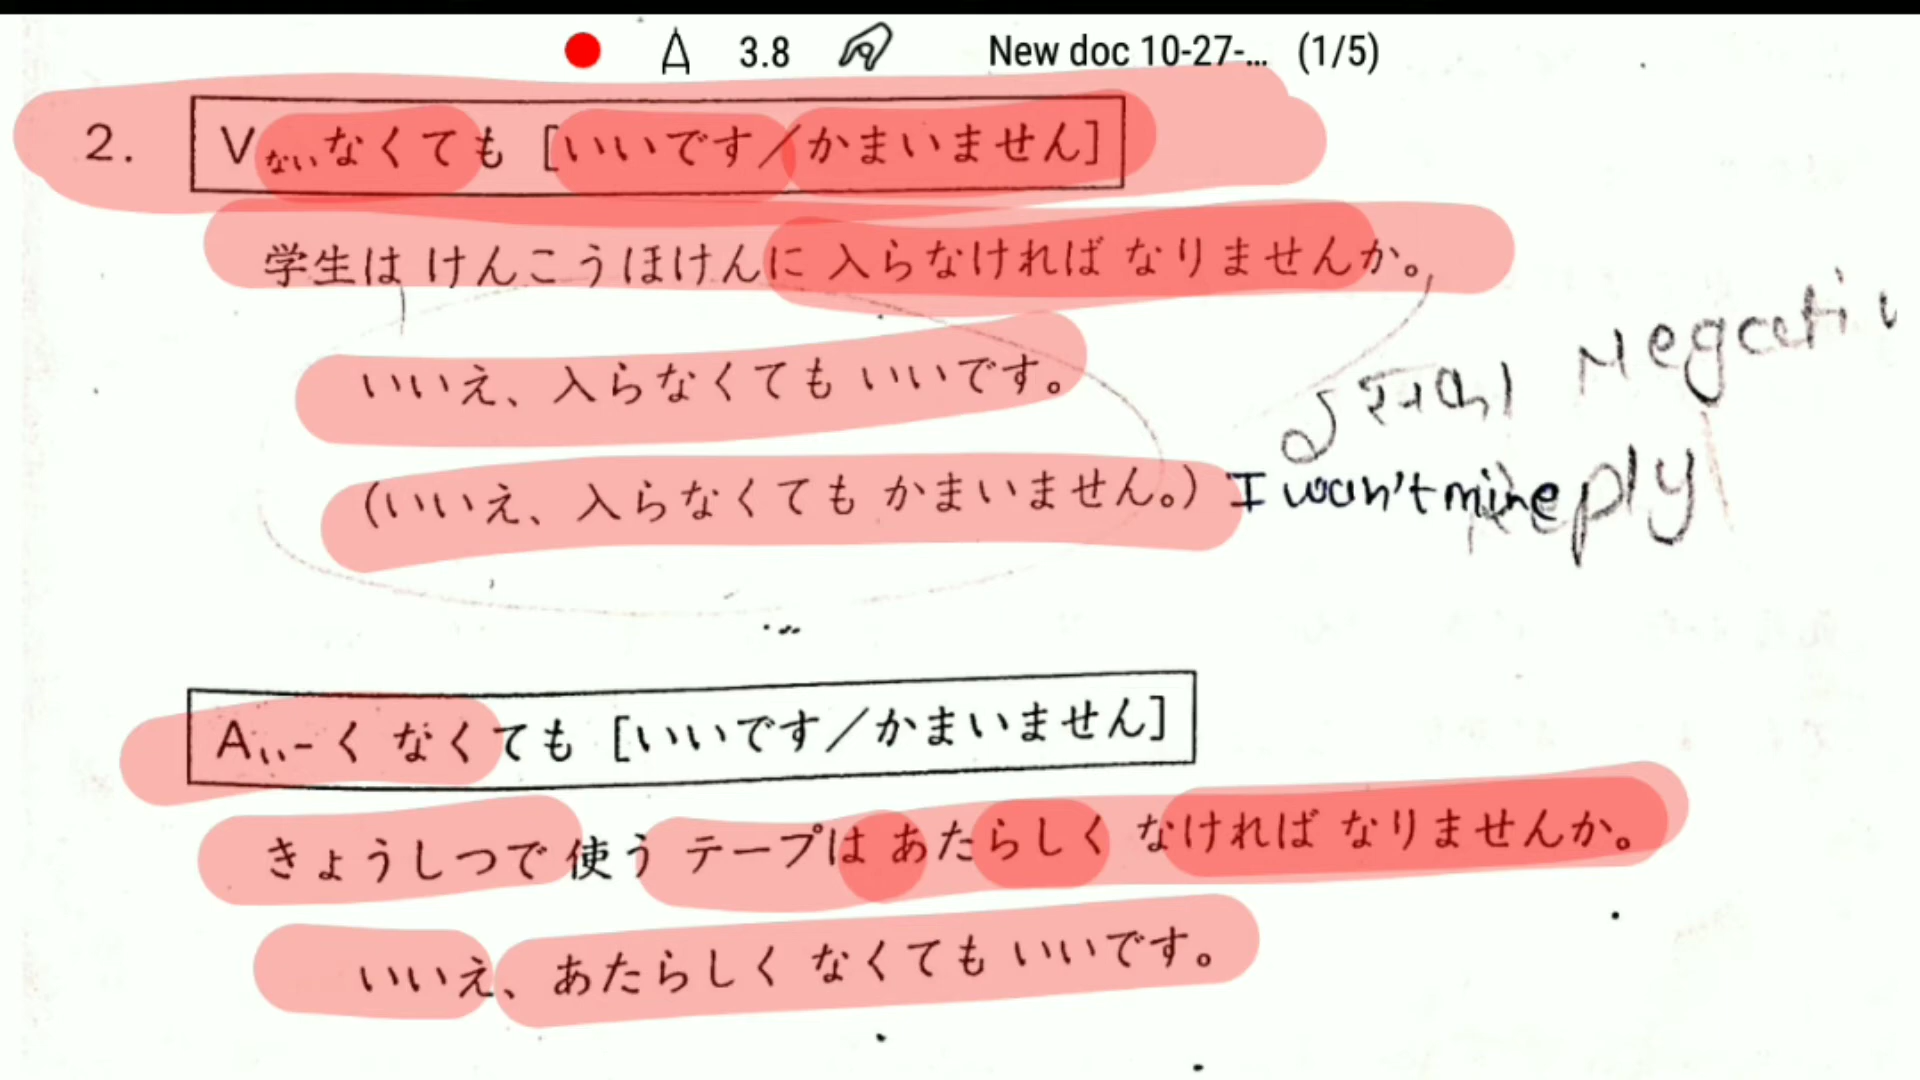 3.8 New doc 10-27-... (1/5)
2. Vないなくても [いいです／かまいません]
学生は けんこうほけんに 入らなければ なりませんか。
いいえ、入らなくても いいです。
(いいえ、入らなくても かまいません。) I wan't mine
Negati
Reply
Aい-く なくても [いいです／かまいません]
きょうしつで 使う テープは あたらしく なければ なりませんか。
いいえ、あたらしく なくても いいです。